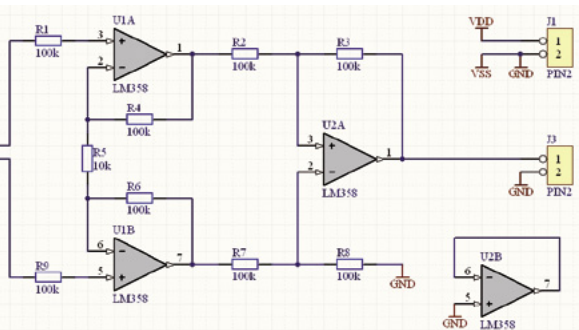 R1
100k
3
2
U1A
1
LM358
R2
100k
R3
100k
VDD
J1
1
2
VSS
GND
PIN2
R4
100k
R5
10k
U2A
3
2
1
LM358
J3
1
2
GND
PIN2
R6
100k
U1B
6
5
7
LM358
R9
100k
R7
100k
R8
100k
GND
U2B
6
5
7
GND
LM358